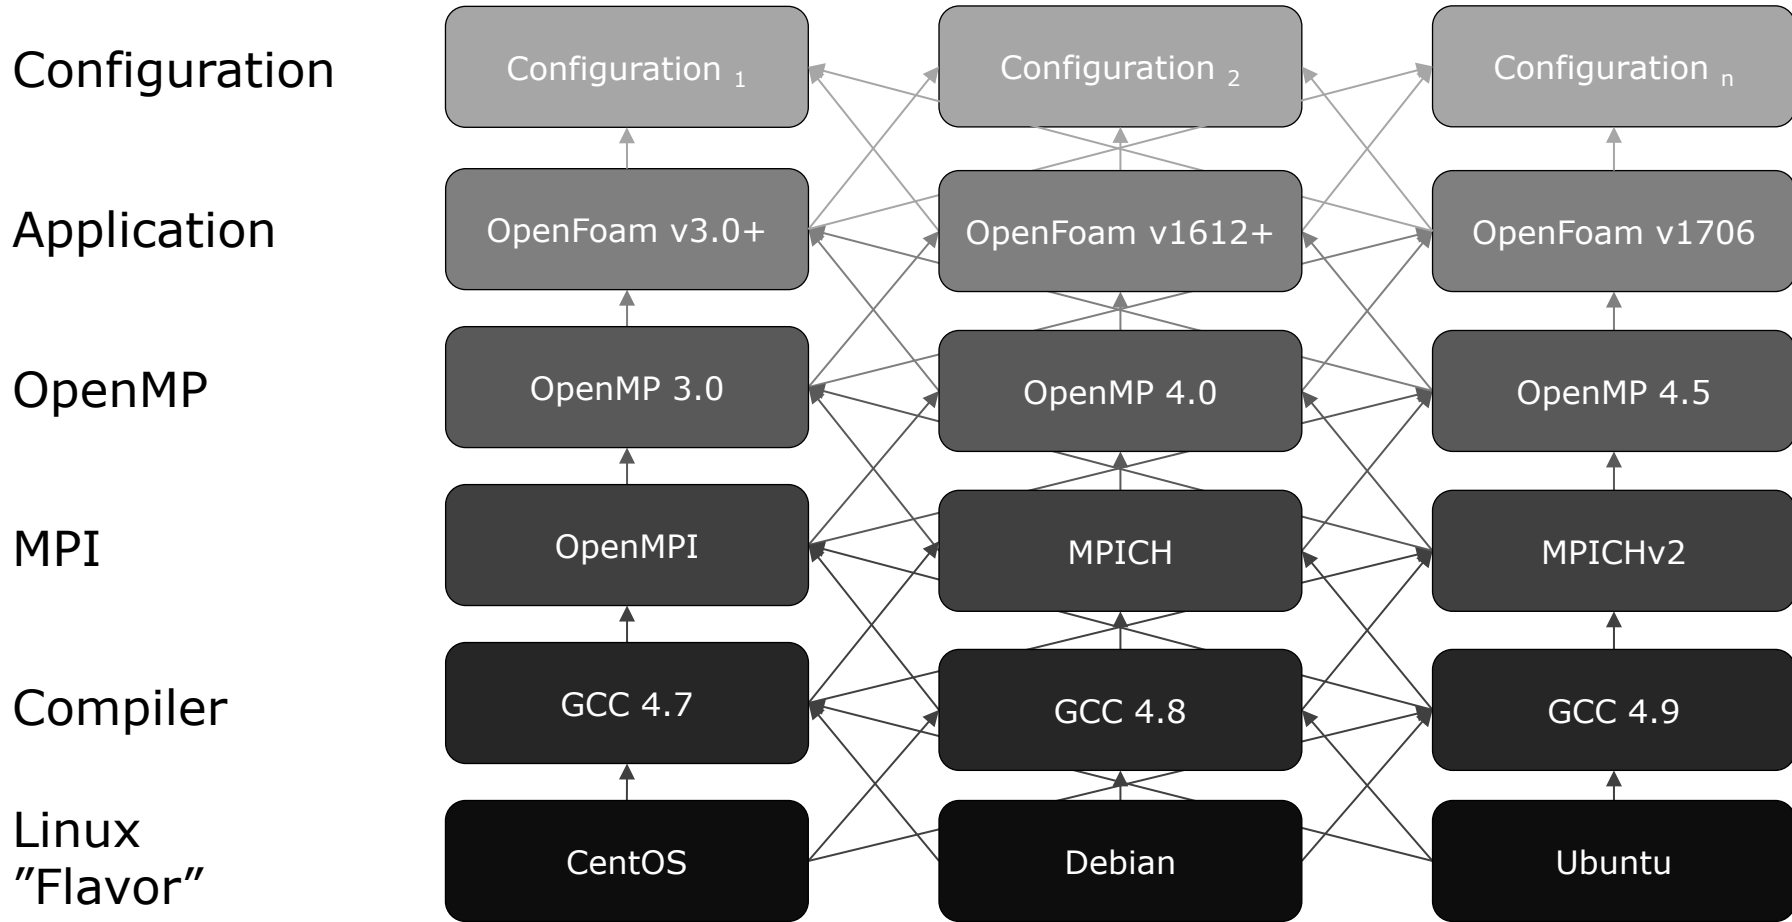 Configuration
Configuration 1
Configuration 2
Configuration n
Application
OpenFoam v3.0+
OpenFoam v1612+
OpenFoam v1706
OpenMP
OpenMP 3.0
OpenMP 4.0
OpenMP 4.5
MPI
OpenMPI
MPICH
MPICHv2
Compiler
GCC 4.7
GCC 4.8
GCC 4.9
Linux
”Flavor”
CentOS
Debian
Ubuntu